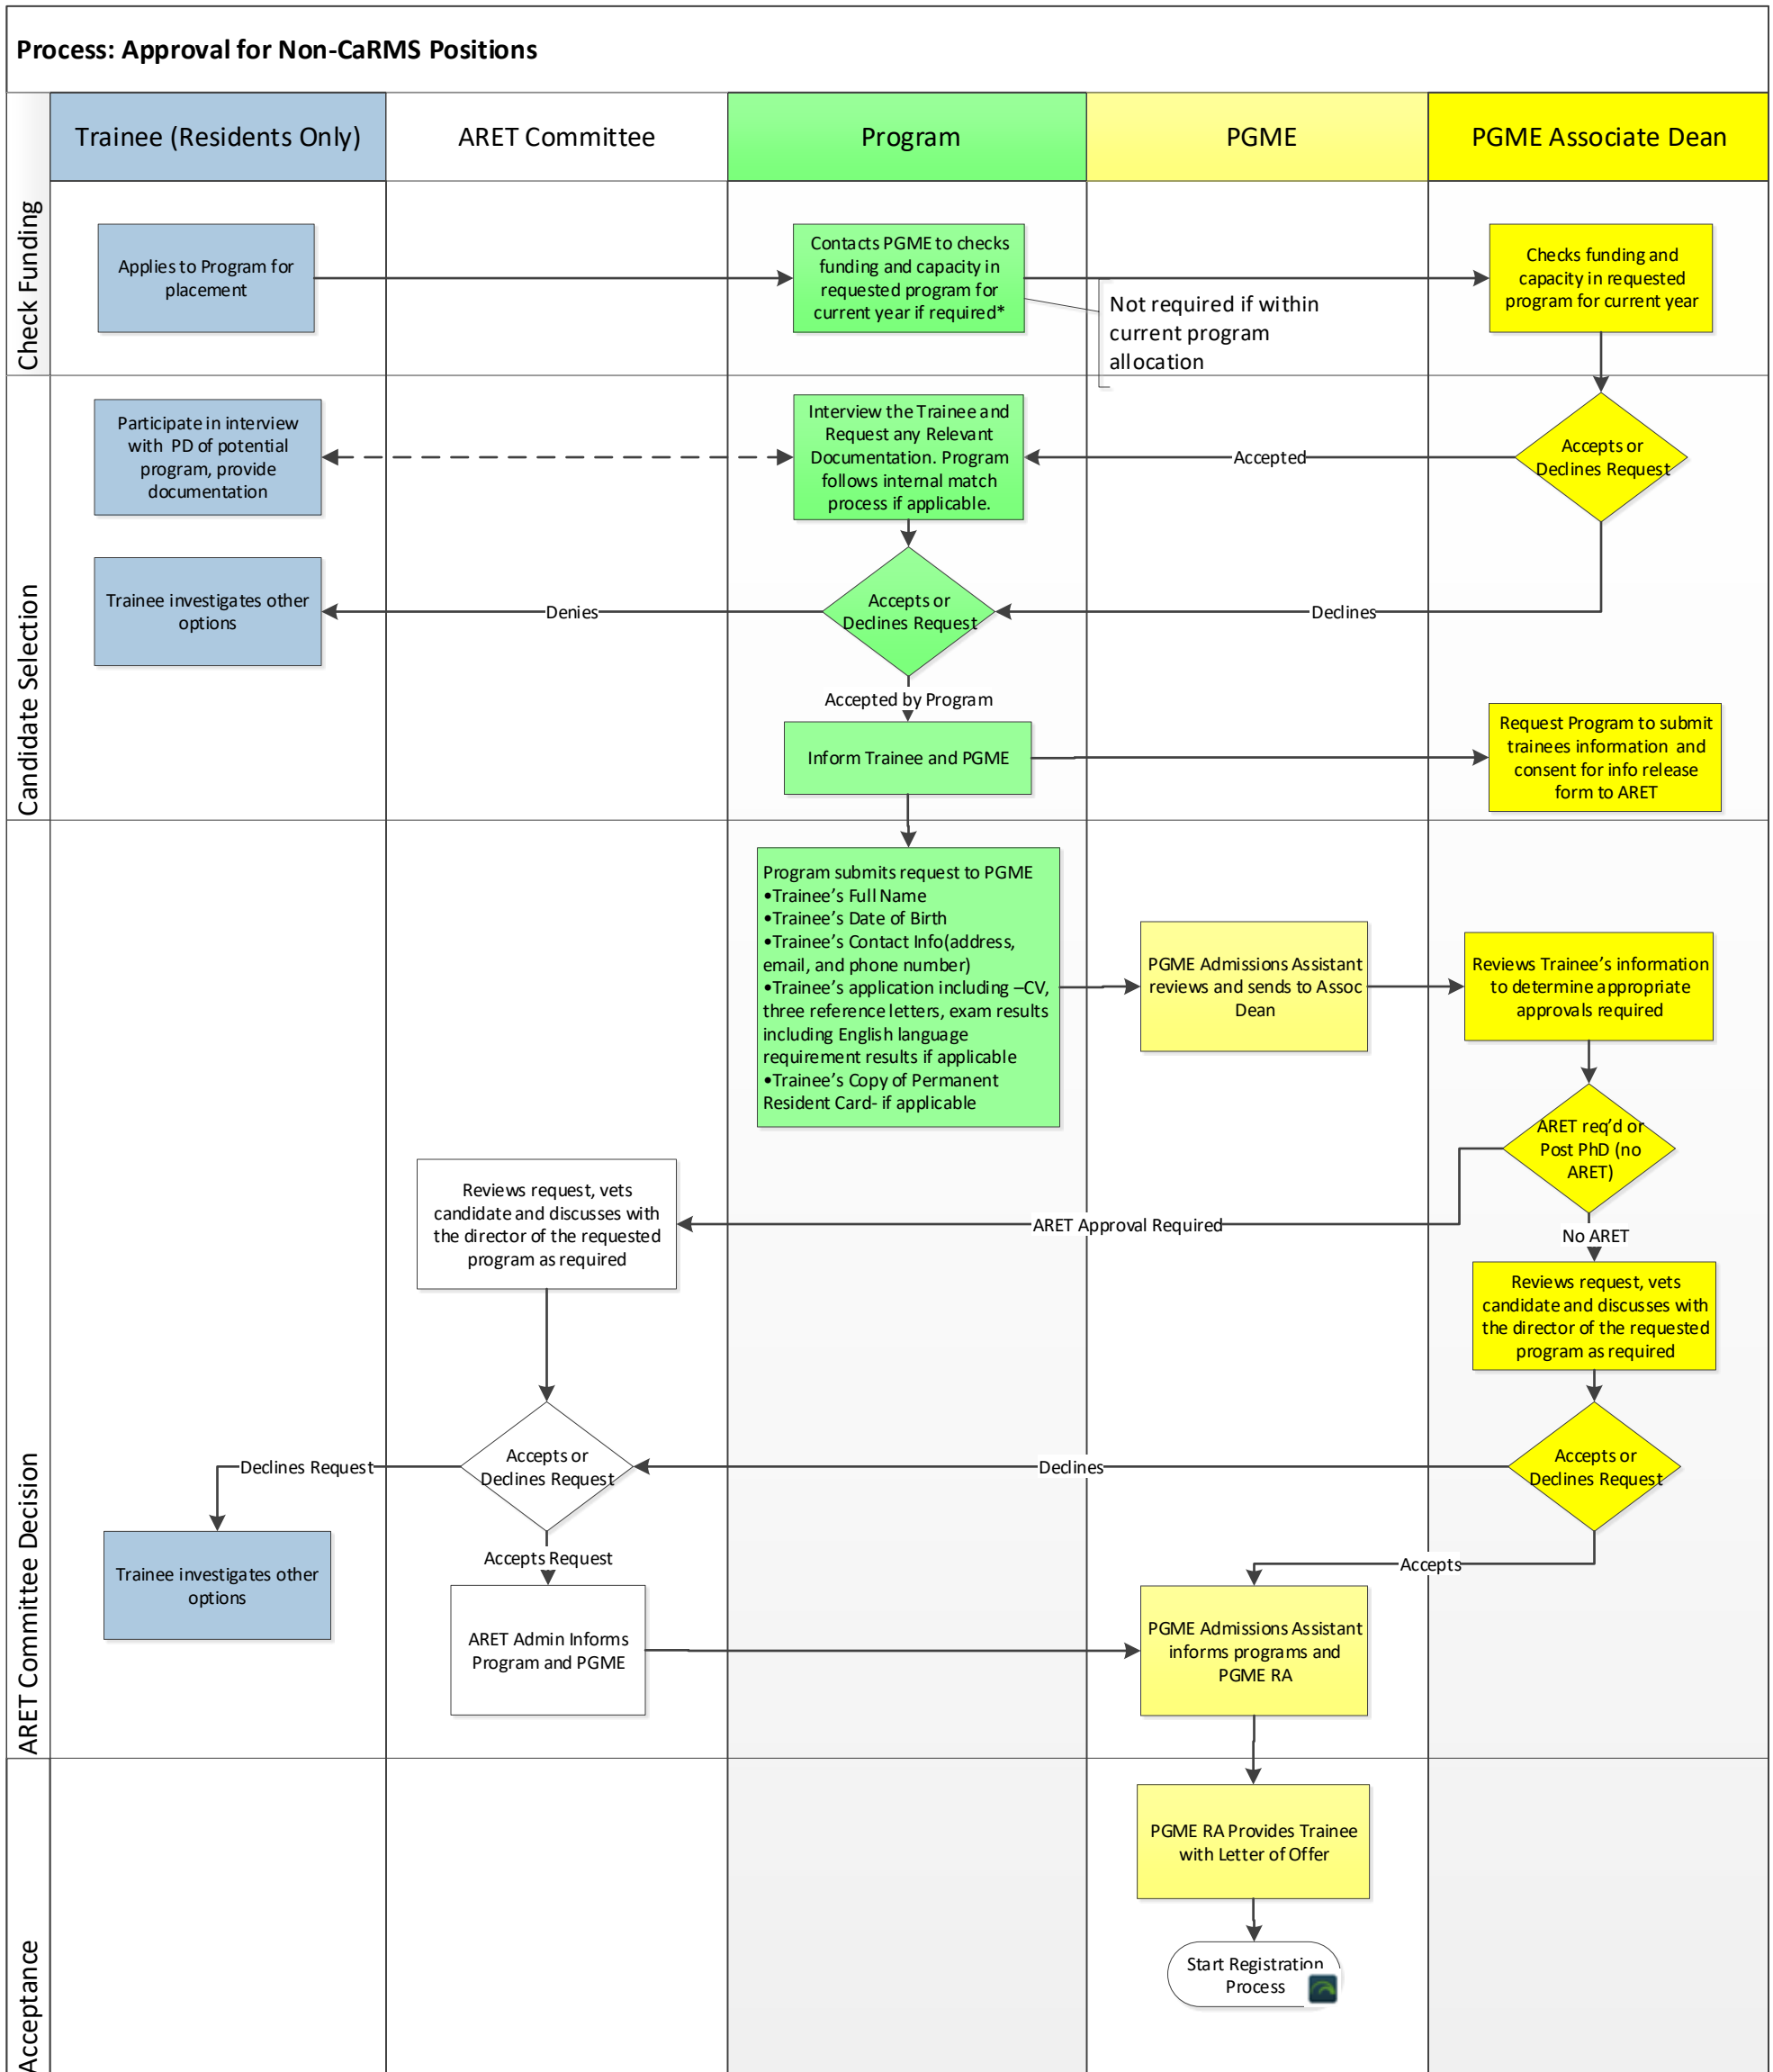 Process: Approval for Non-CaRMS Positions
Trainee (Residents Only)
ARET Committee
Program
PGME
PGME Associate Dean
Check Funding
Applies to Program for
placement
Contacts PGME to checks
funding and capacity in
requested program for
current year if required*
Not required if within
current program
allocation
Checks funding and
capacity in requested
program for current year
Candidate Selection
Participate in interview
with PD of potential
program, provide
documentation
Interview the Trainee and
Request any Relevant
Documentation. Program
follows internal match
process if applicable.
Accepted
Accepts or
Declines Request
Trainee investigates other
options
Denies
Accepts or
Declines Request
Declines
Accepted by Program
Inform Trainee and PGME
Request Program to submit
trainees information and
consent for info release
form to ARET
ARET Committee Decision
Program submits request to PGME
•Trainee’s Full Name
•Trainee’s Date of Birth
•Trainee’s Contact Info(address,
email, and phone number)
•Trainee’s application including –CV,
three reference letters, exam results
including English language
requirement results if applicable
•Trainee’s Copy of Permanent
Resident Card- if applicable
PGME Admissions Assistant
reviews and sends to Assoc
Dean
Reviews Trainee’s information
to determine appropriate
approvals required
ARET req’d or
Post PhD (no
ARET)
Reviews request, vets
candidate and discusses with
the director of the requested
program as required
ARET Approval Required
No ARET
Reviews request, vets
candidate and discusses with
the director of the requested
program as required
Declines Request
Accepts or
Declines Request
Declines
Accepts or
Declines Request
Trainee investigates other
options
Accepts Request
Accepts
ARET Admin Informs
Program and PGME
PGME Admissions Assistant
informs programs and
PGME RA
Acceptance
PGME RA Provides Trainee
with Letter of Offer
Start Registration
Process